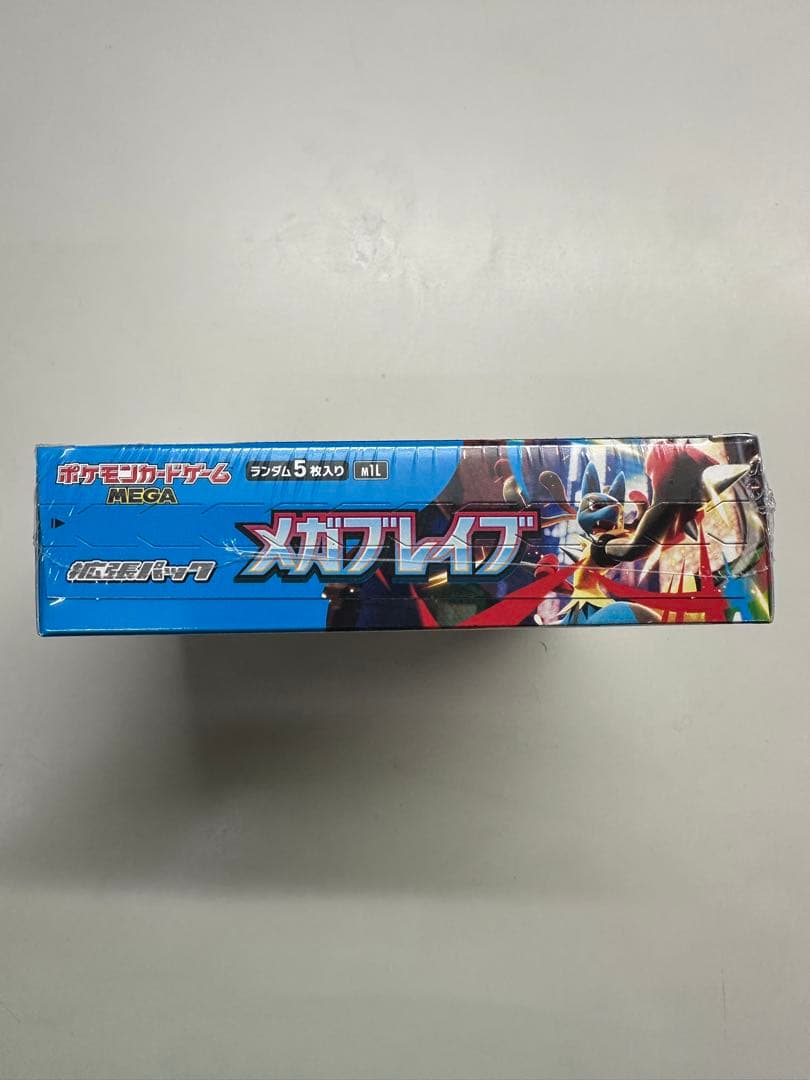 ポケモンカードゲーム
MEGA
ランダム5枚入り
M1L
拡張パック
メガブレイブ